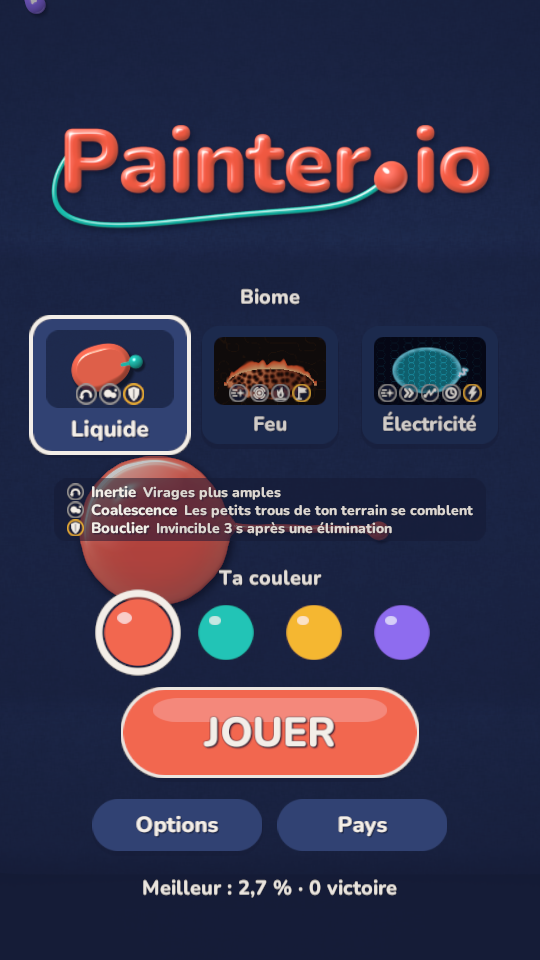 Painter.io
Biome
Liquide
Feu
Électricité
Inertie Virages plus amples
Coalescence Les petits trous de ton terrain se comblent
Bouclier Invincible 3 s après une élimination
Ta couleur
JOUER
Options
Pays
Meilleur : 2,7 % · 0 victoire